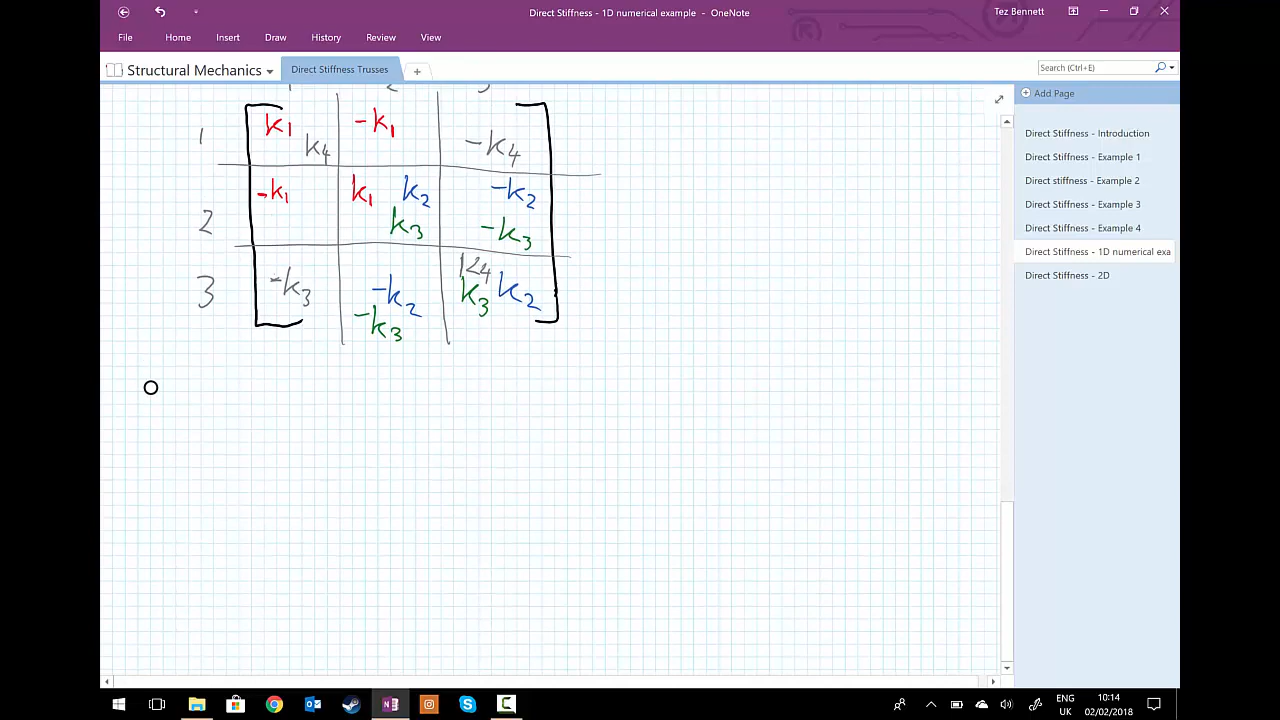 Direct Stiffness - 1D numerical example - OneNote
Tez Bennett
File Home Insert Draw History Review View
Structural Mechanics
Direct Stiffness Trusses
+
Search (Ctrl+E)
Add Page
Direct Stiffness - Introduction
Direct Stiffness - Example 1
Direct stiffness - Example 2
Direct Stiffness - Example 3
Direct Stiffness - Example 4
Direct Stiffness - 1D numerical exa
Direct Stiffness - 2D
1 k1 k4 -k1 -k4
2 -k1 k1 k2 k3 -k2 -k3
3 -k3 -k2 -k3 k4 k3 k2
ENG
UK
10:14
02/02/2018